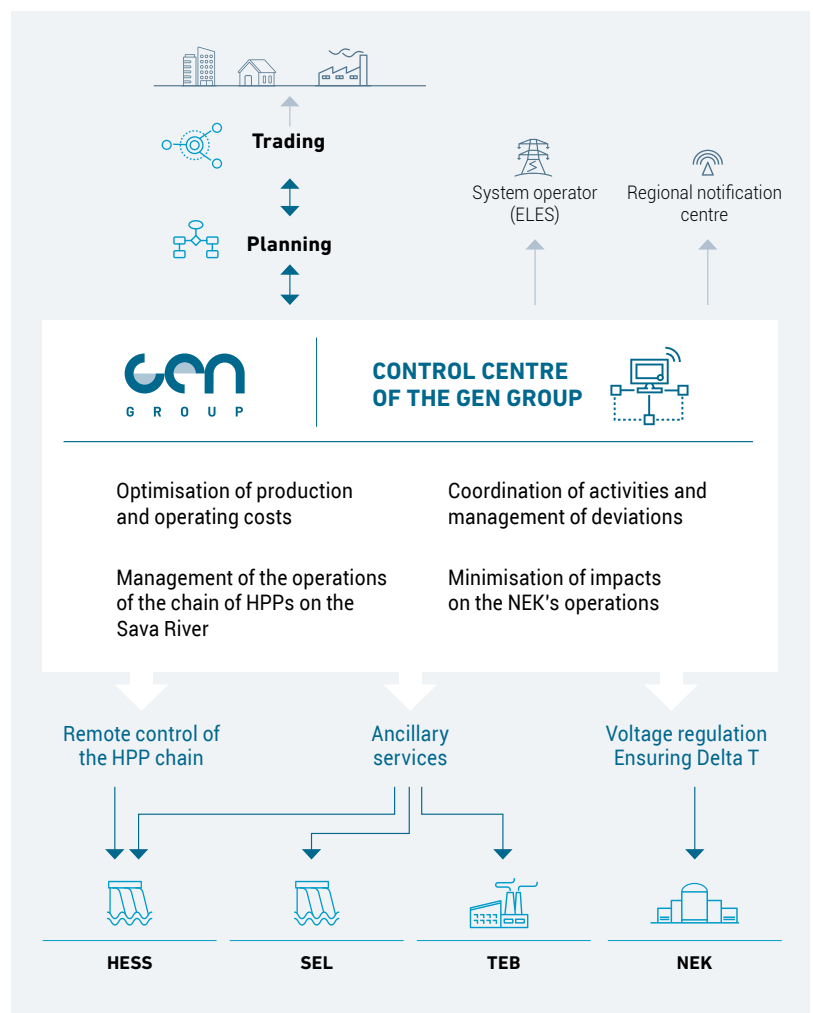 Trading
Planning
System operator
(ELES)
Regional notification
centre
gen
GROUP
CONTROL CENTRE
OF THE GEN GROUP
Optimisation of production
and operating costs
Coordination of activities and
management of deviations
Management of the operations
of the chain of HPPs on the
Sava River
Minimisation of impacts
on the NEK's operations
Remote control of
the HPP chain
Ancillary
services
Voltage regulation
Ensuring Delta T
HESS
SEL
TEB
NEK